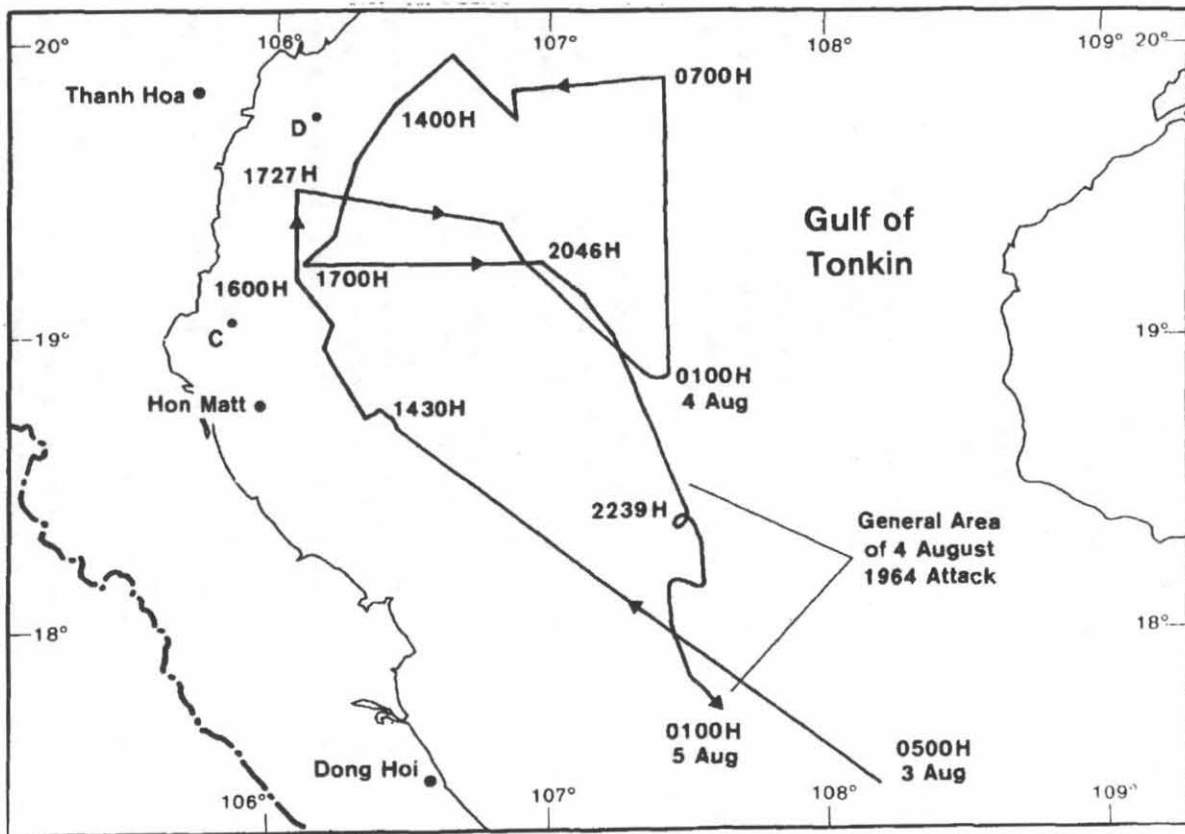 106°
107°
108°
109°
20°
20°
Thanh Hoa
D
1400H
0700H
1727H
Gulf of
Tonkin
2046H
1600H
1700H
19°
19°
C
0100H
4 Aug
Hon Matt
1430H
2239H
General Area
of 4 August
1964 Attack
18°
18°
0100H
5 Aug
0500H
3 Aug
Dong Hoi
106°
107°
108°
109°